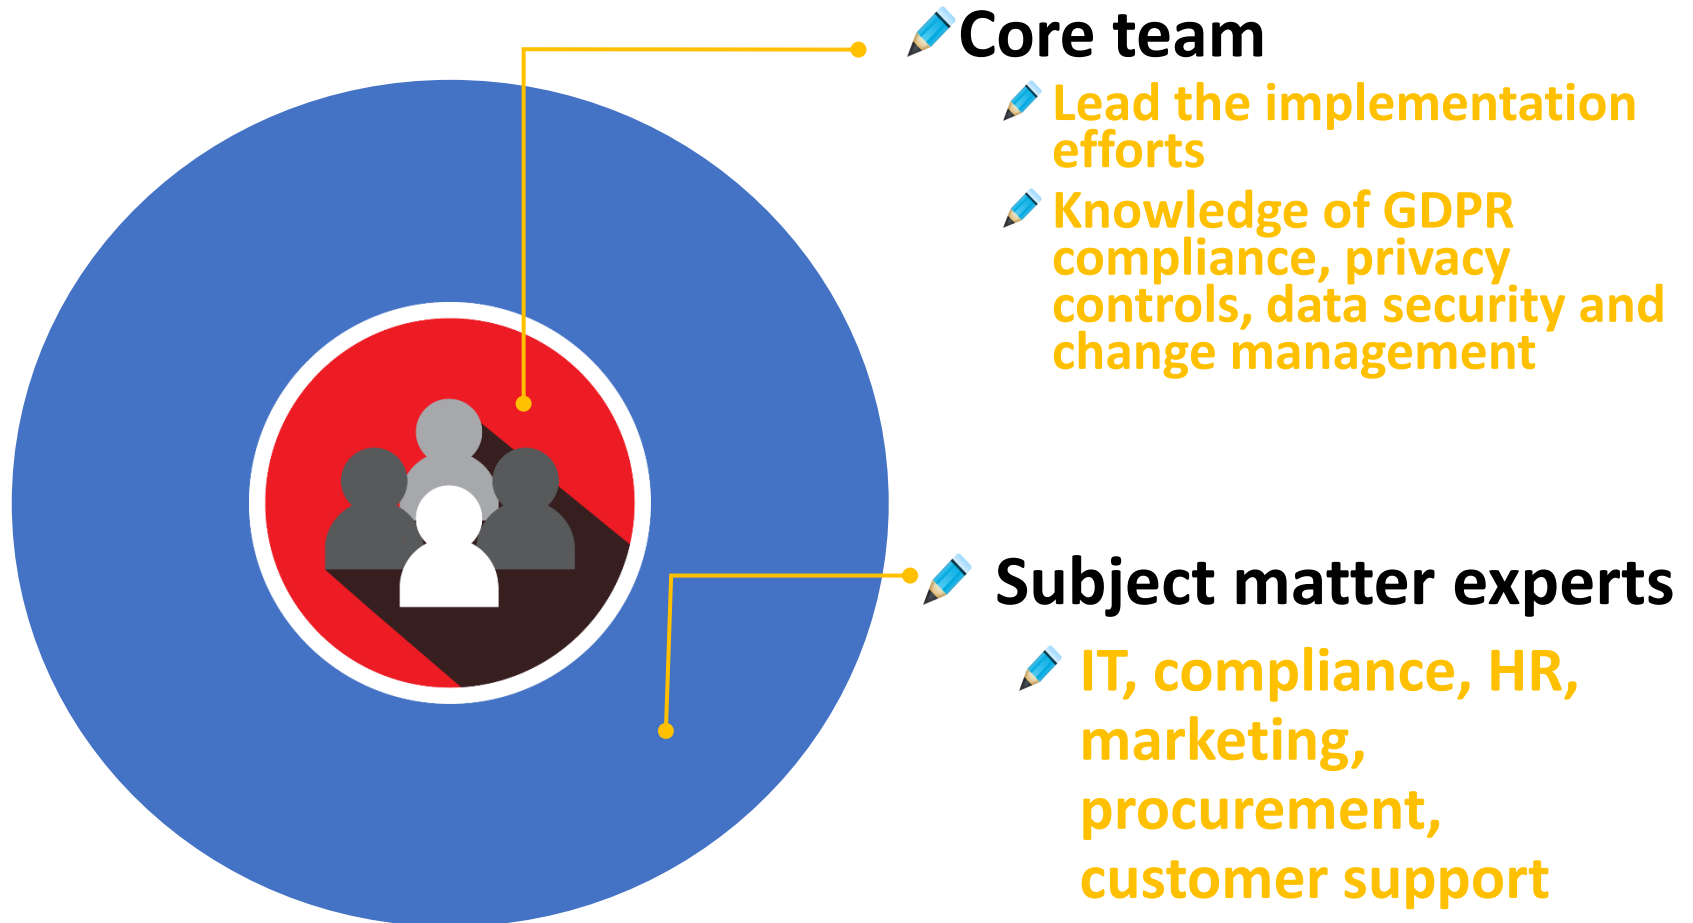 Core team
Lead the implementation
efforts
Knowledge of GDPR
compliance, privacy
controls, data security and
change management
Subject matter experts
IT, compliance, HR,
marketing,
procurement,
customer support